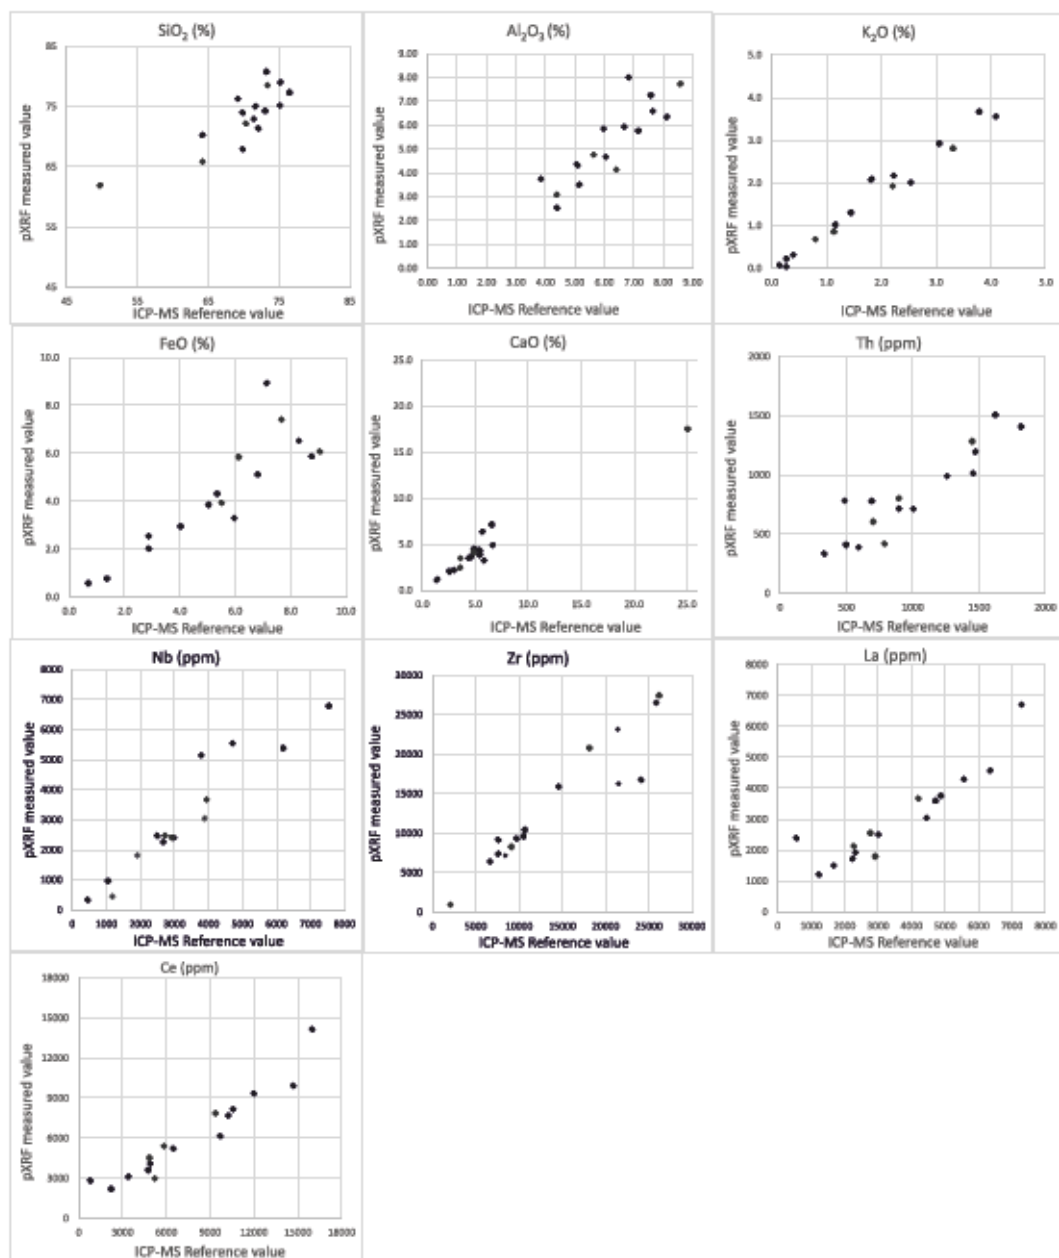 SiO₂ (%)
85
75
65
55
45
45 55 65 75 85
pXRF measured value
ICP-MS Reference value
Al₂O₃ (%)
9.00
8.00
7.00
6.00
5.00
4.00
3.00
2.00
1.00
0.00
0.00 1.00 2.00 3.00 4.00 5.00 6.00 7.00 8.00 9.00
pXRF measured value
ICP-MS Reference value
K₂O (%)
5.0
4.0
3.0
2.0
1.0
0.0
0.0 1.0 2.0 3.0 4.0 5.0
pXRF measured value
ICP-MS Reference value
FeO (%)
10.0
8.0
6.0
4.0
2.0
0.0
0.0 2.0 4.0 6.0 8.0 10.0
pXRF measured value
ICP-MS Reference value
CaO (%)
25.0
20.0
15.0
10.0
5.0
0.0
0.0 5.0 10.0 15.0 20.0 25.0
pXRF measured value
ICP-MS Reference value
Th (ppm)
2000
1500
1000
500
0
0 500 1000 1500 2000
pXRF measured value
ICP-MS Reference value
Nb (ppm)
8000
7000
6000
5000
4000
3000
2000
1000
0
0 1000 2000 3000 4000 5000 6000 7000 8000
pXRF measured value
ICP-MS Reference value
Zr (ppm)
30000
25000
20000
15000
10000
5000
0
0 5000 10000 15000 20000 25000 30000
pXRF measured value
ICP-MS Reference value
La (ppm)
8000
7000
6000
5000
4000
3000
2000
1000
0
0 1000 2000 3000 4000 5000 6000 7000 8000
pXRF measured value
ICP-MS Reference value
Ce (ppm)
18000
15000
12000
9000
6000
3000
0
0 3000 6000 9000 12000 15000 18000
pXRF measured value
ICP-MS Reference value